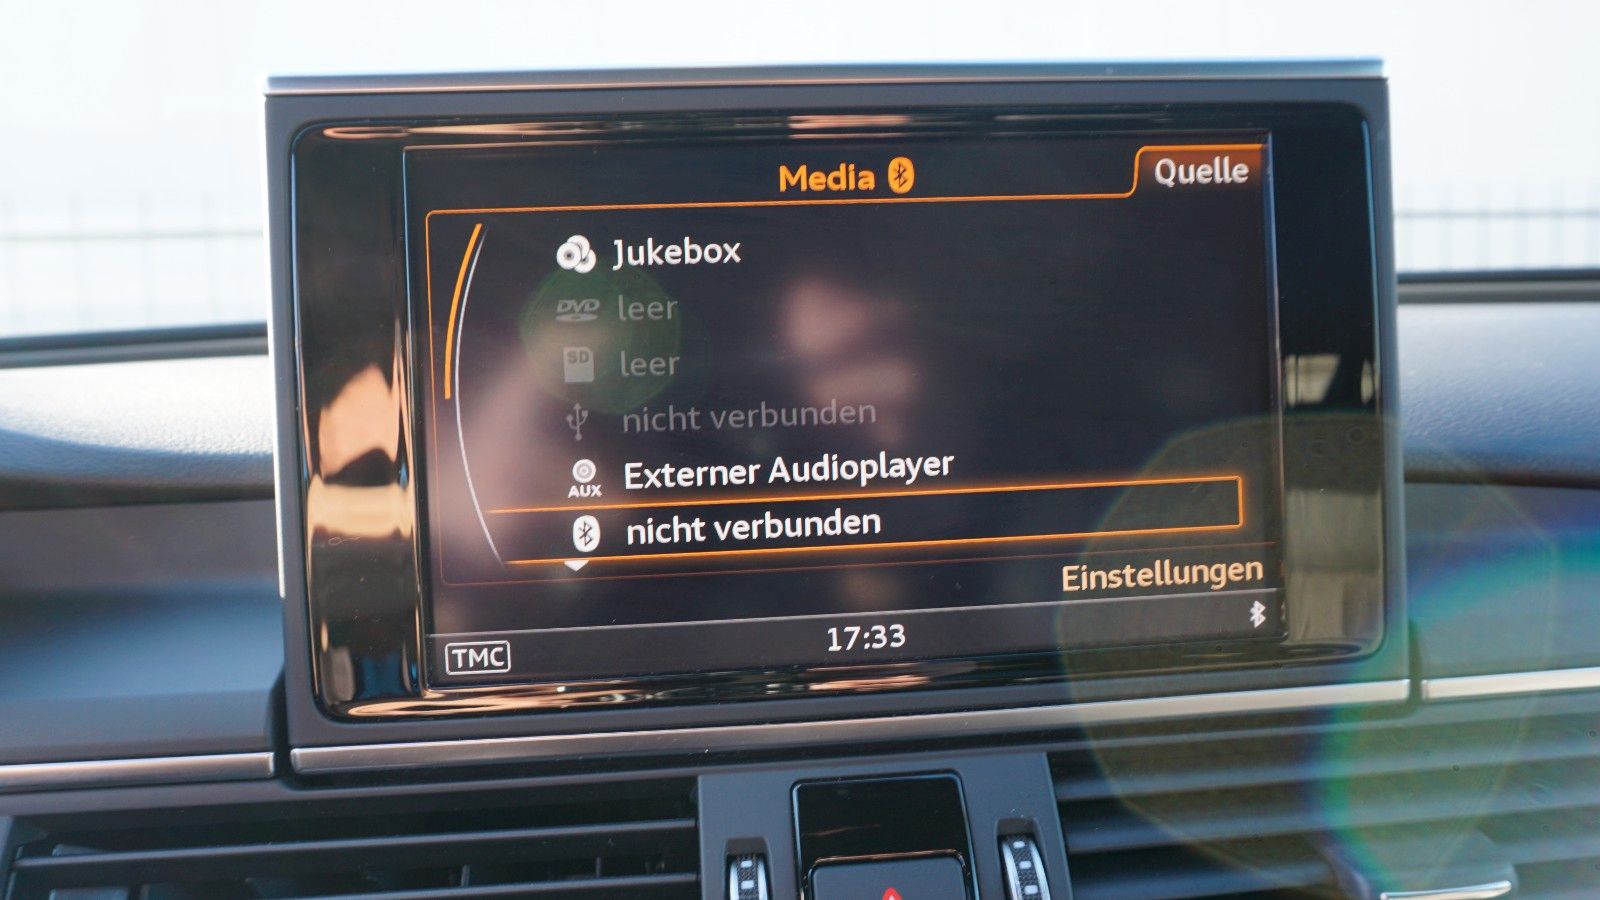 Media
Quelle
Jukebox
DVD leer
SD leer
nicht verbunden
Externer Audioplayer
AUX
nicht verbunden
Einstellungen
TMC
17:33